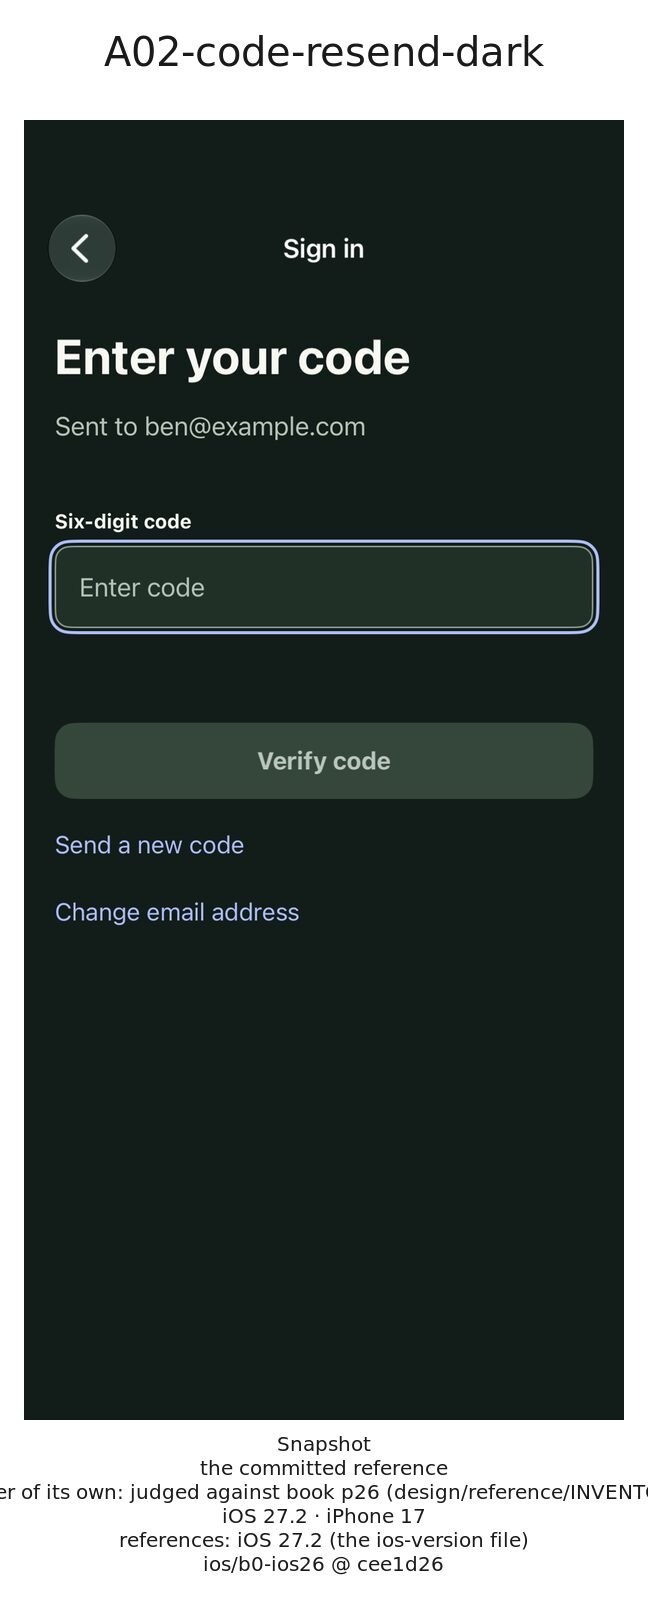 A02-code-resend-dark
Sign in
Enter your code
Sent to ben@example.com
Six-digit code
Enter code
Verify code
Send a new code
Change email address
Snapshot
the committed reference
of its own: judged against book p26 (design/reference/
iOS 27.2 · iPhone 17
references: iOS 27.2 (the ios-version file)
ios/b0-ios26 @ cee1d26